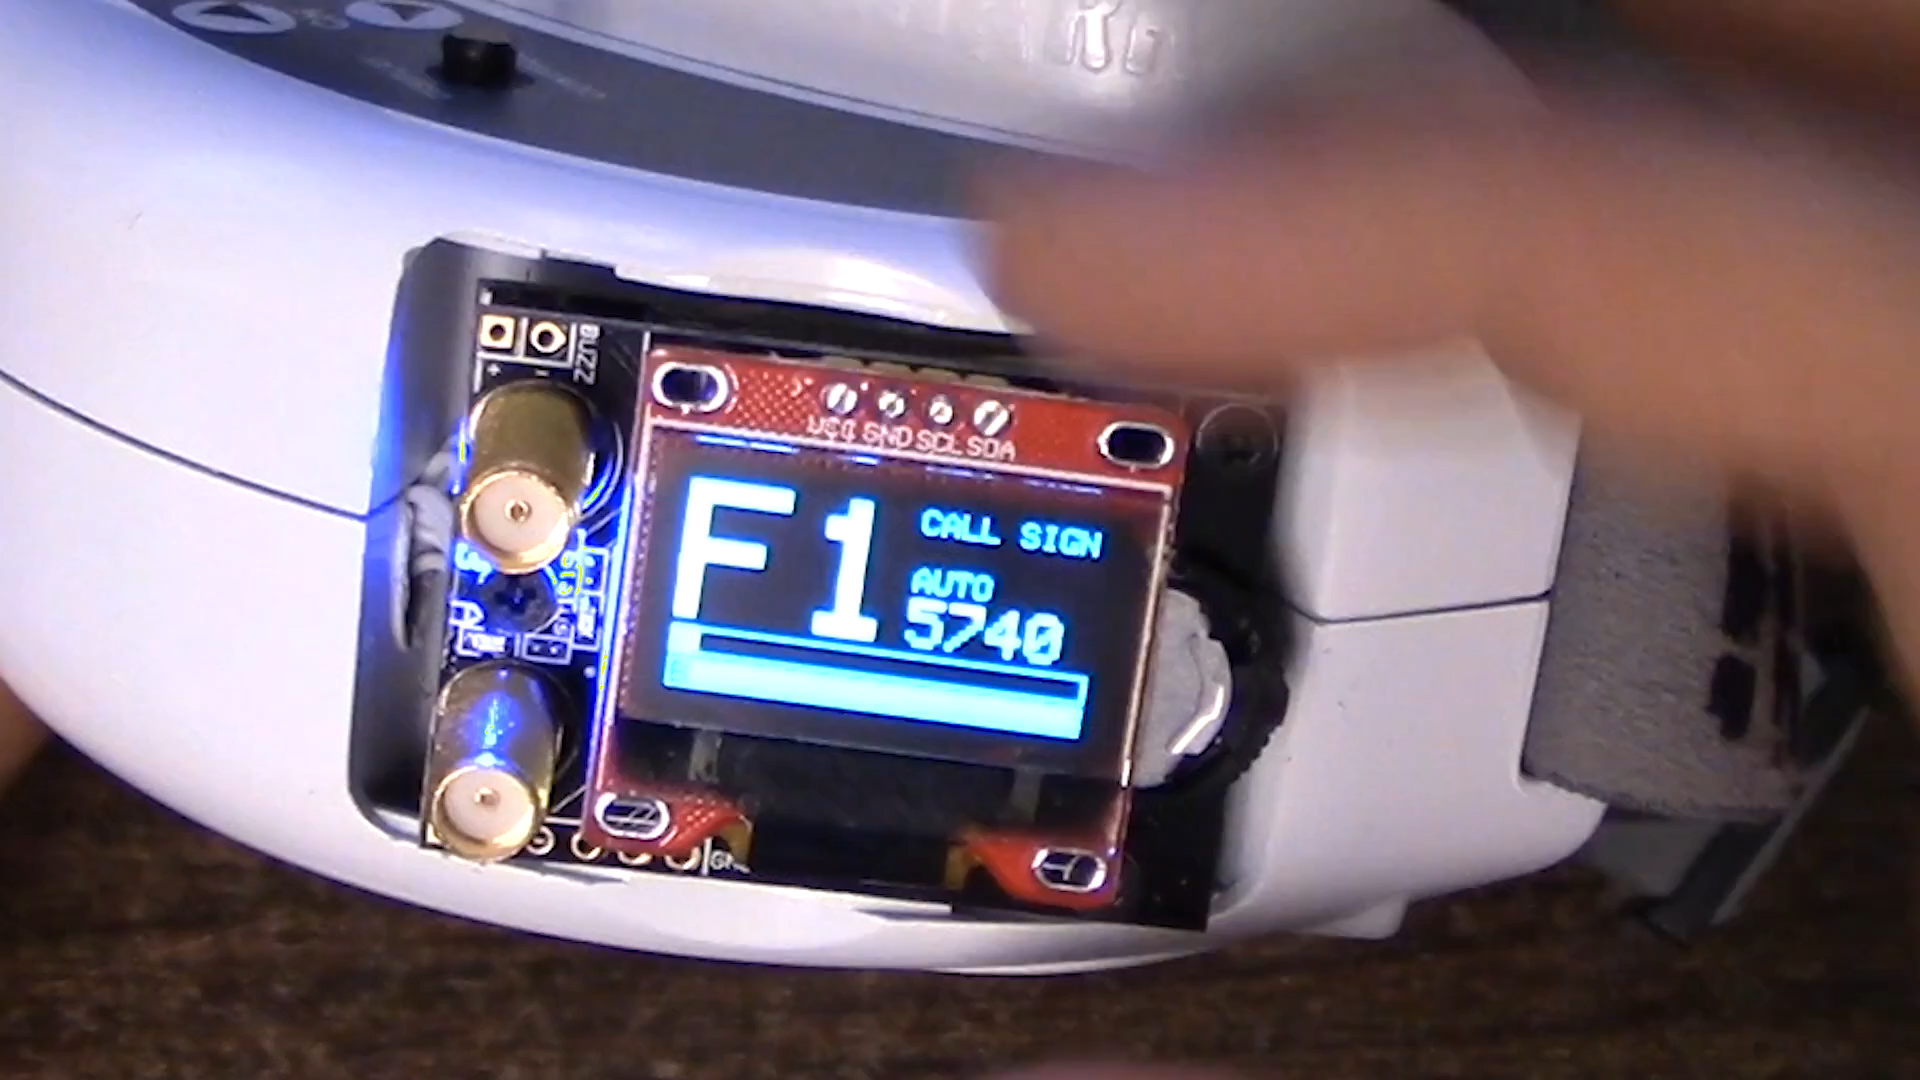 BUZZ
+ -
VCC GND SCL SDA
F1
CALL SIGN
AUTO
5740